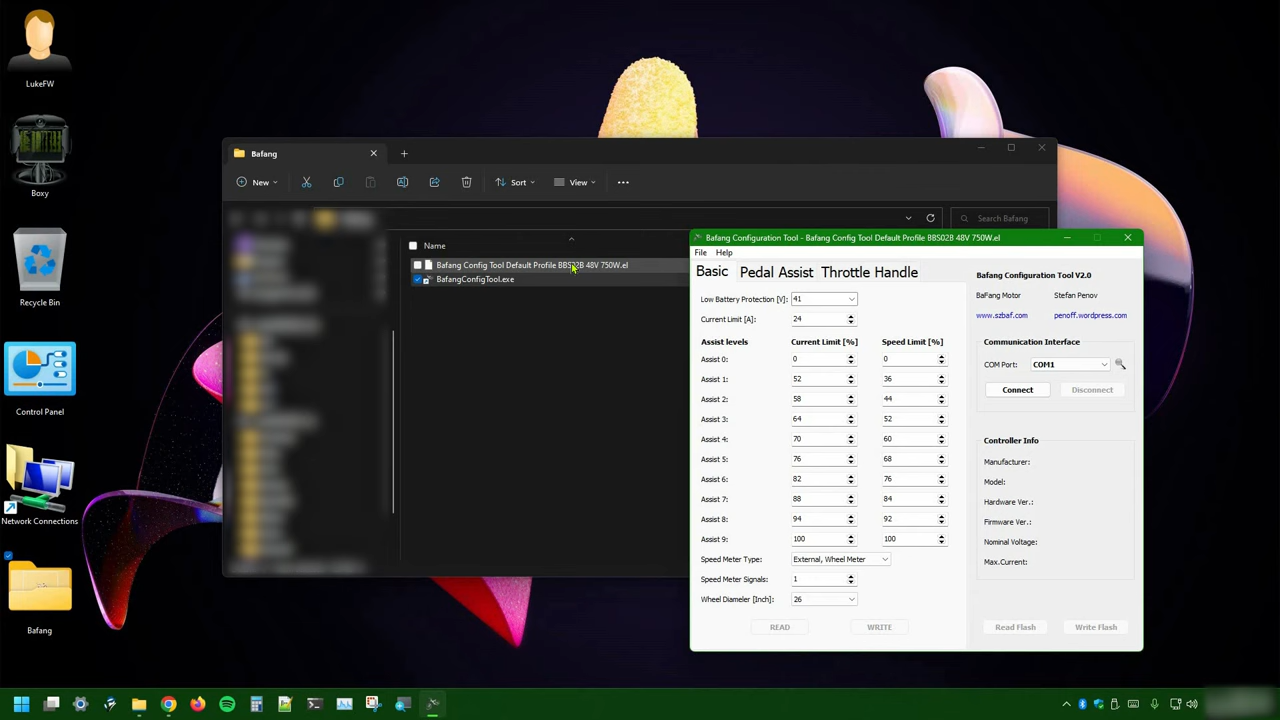 LukeFW
Boxy
Recycle Bin
Control Panel
Network Connections
Bafang
Bafang
New
Sort
View
Search Bafang
Name
Bafang Config Tool Default Profile BBS02B 48V 750W.el
BafangConfigTool.exe
Bafang Configuration Tool - Bafang Config Tool Default Profile BBS02B 48V 750W.el
File Help
Basic Pedal Assist Throttle Handle
Low Battery Protection [V]: 41
Current Limit [A]: 24
Assist levels Current Limit [%] Speed Limit [%]
Assist 0: 0 0
Assist 1: 52 36
Assist 2: 58 44
Assist 3: 64 52
Assist 4: 70 60
Assist 5: 76 68
Assist 6: 82 76
Assist 7: 88 84
Assist 8: 94 92
Assist 9: 100 100
Speed Meter Type: External, Wheel Meter
Speed Meter Signals: 1
Wheel Diameler [Inch]: 26
READ WRITE
Bafang Configuration Tool V2.0
BaFang Motor Stefan Penov
www.szbaf.com penoff.wordpress.com
Communication Interface
COM Port: COM1
Connect Disconnect
Controller Info
Manufacturer:
Model:
Hardware Ver.:
Firmware Ver.:
Nominal Voltage:
Max.Current:
Read Flash Write Flash